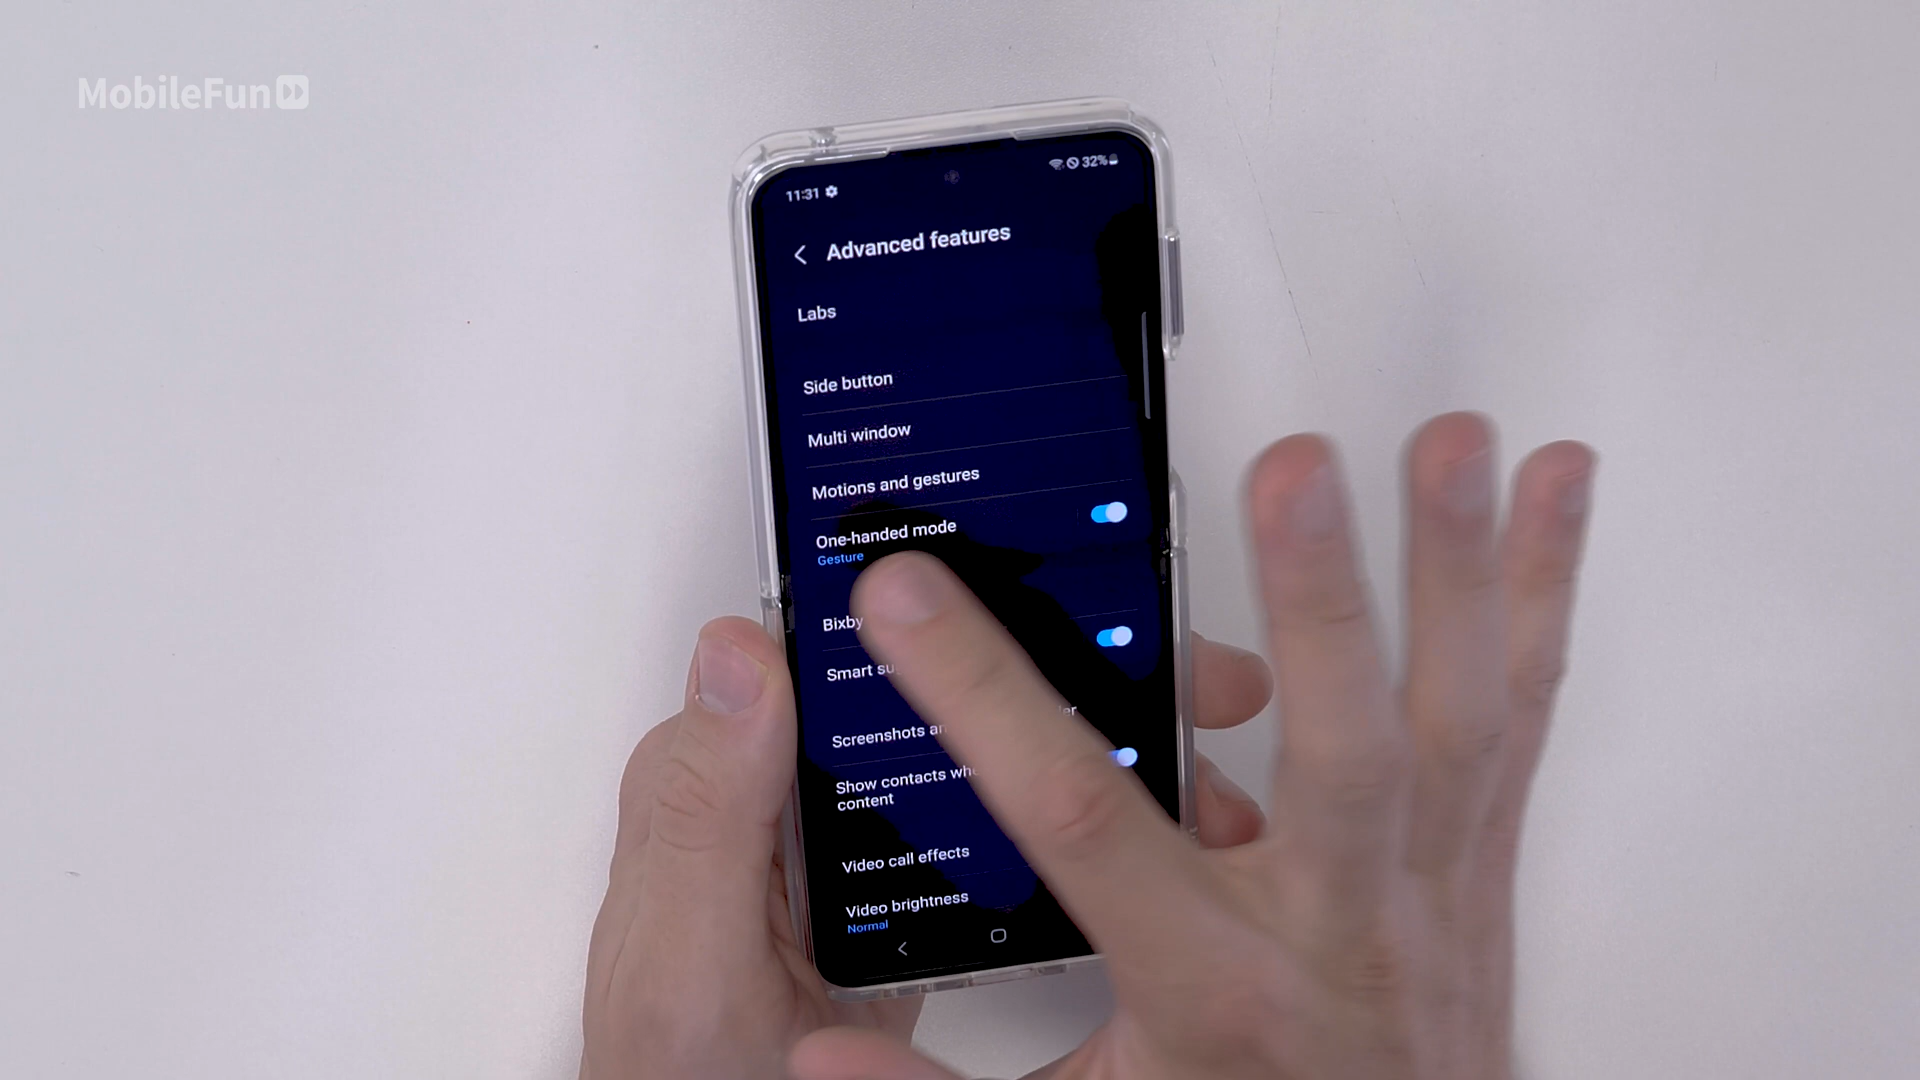 MobileFun
11:31
32%
Advanced features
Labs
Side button
Multi window
Motions and gestures
One-handed mode
Gesture
Bixby
Smart
Screenshots
Show contacts
content
Video call effects
Video brightness
Normal